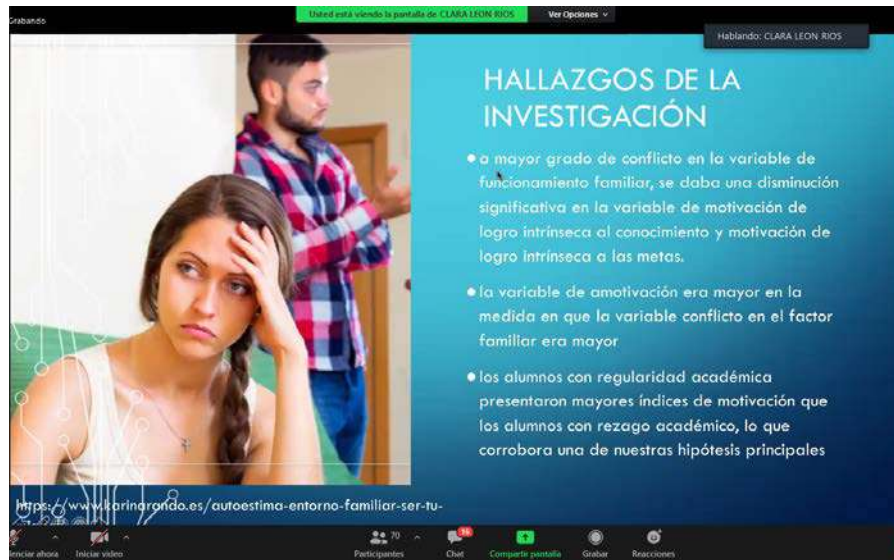 Grabando
Usted está viendo la pantalla de CLARA LEON RIOS
Ver Opciones
Hablando: CLARA LEON RIOS
HALLAZGOS DE LA
INVESTIGACIÓN
• a mayor grado de conflicto en la variable de
funcionamiento familiar, se daba una disminución
significativa en la variable de motivación de
logro intrínseca al conocimiento y motivación de
logro intrínseca a las metas.
• la variable de amotivación era mayor en la
medida en que la variable conflicto en el factor
familiar era mayor
• los alumnos con regularidad académica
presentaron mayores índices de motivación que
los alumnos con rezago académico, lo que
corrobora una de nuestras hipótesis principales
https://www.karinarando.es/autoestima-entorno-familiar-ser-tu-
lenciar ahora
Iniciar video
70
Participantes
Chat
Compartir pantalla
Grabar
Reacciones